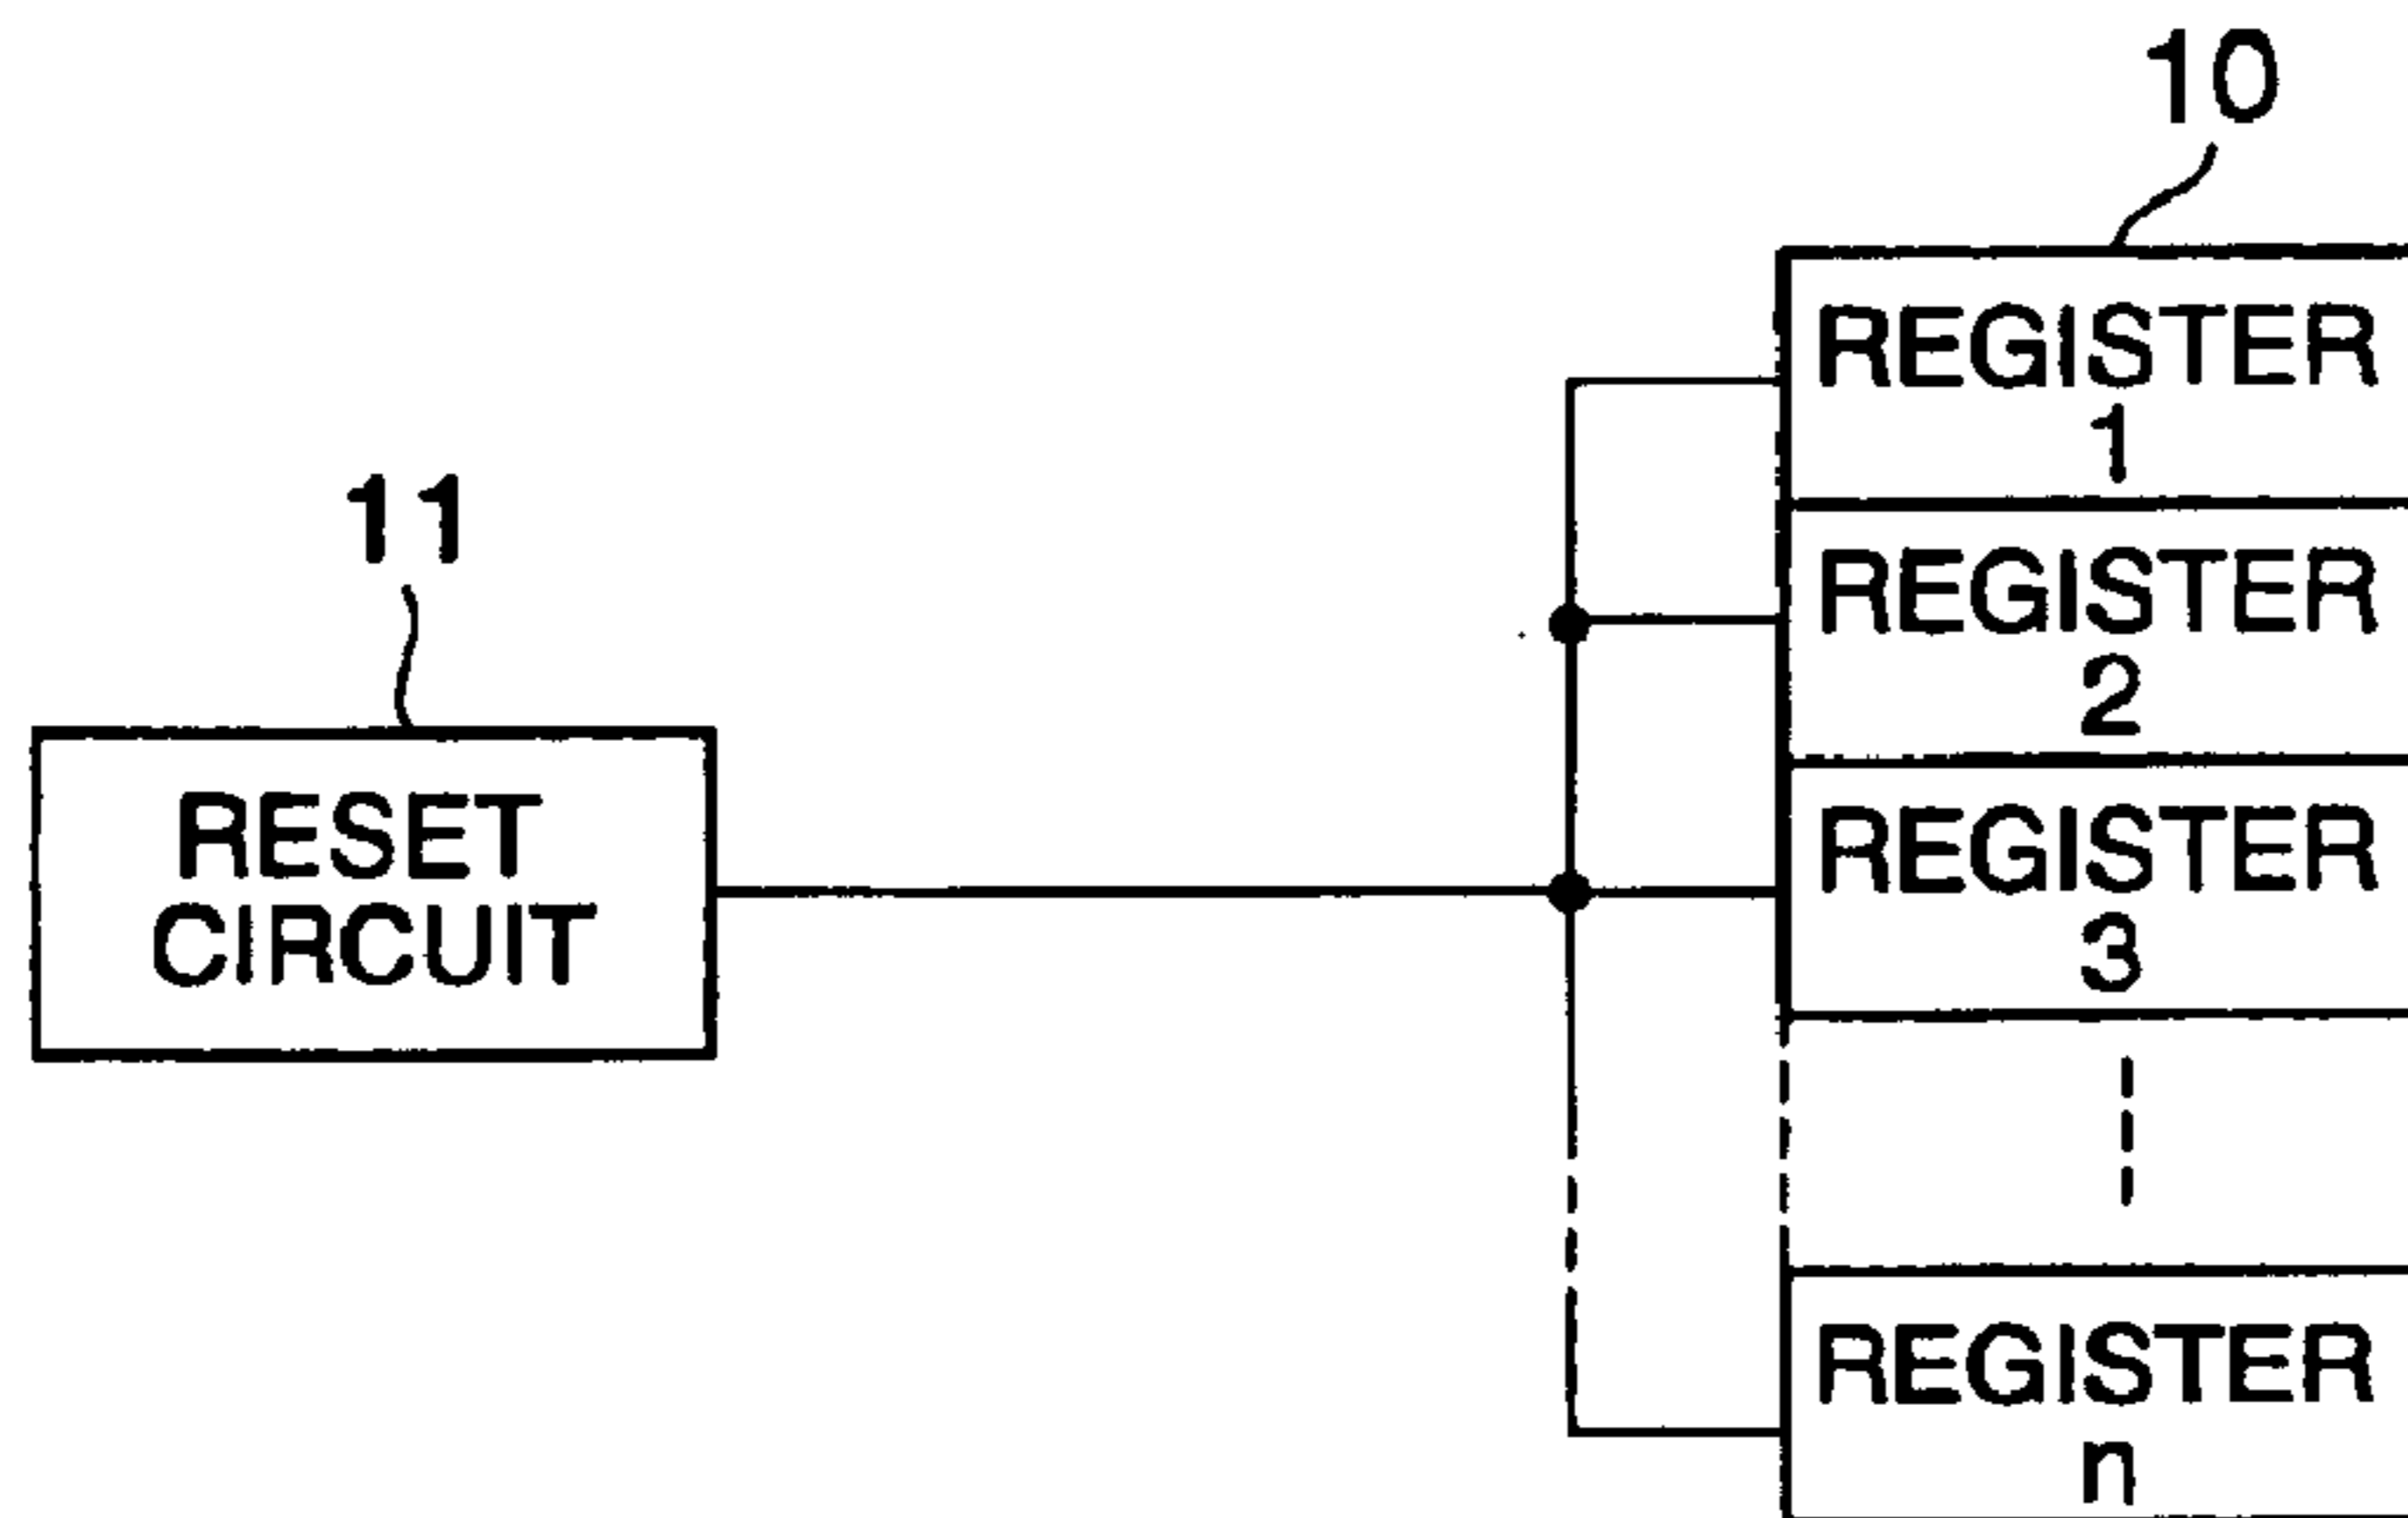 10
REGISTER
1
11
REGISTER
2
RESET
CIRCUIT
REGISTER
3
REGISTER
n